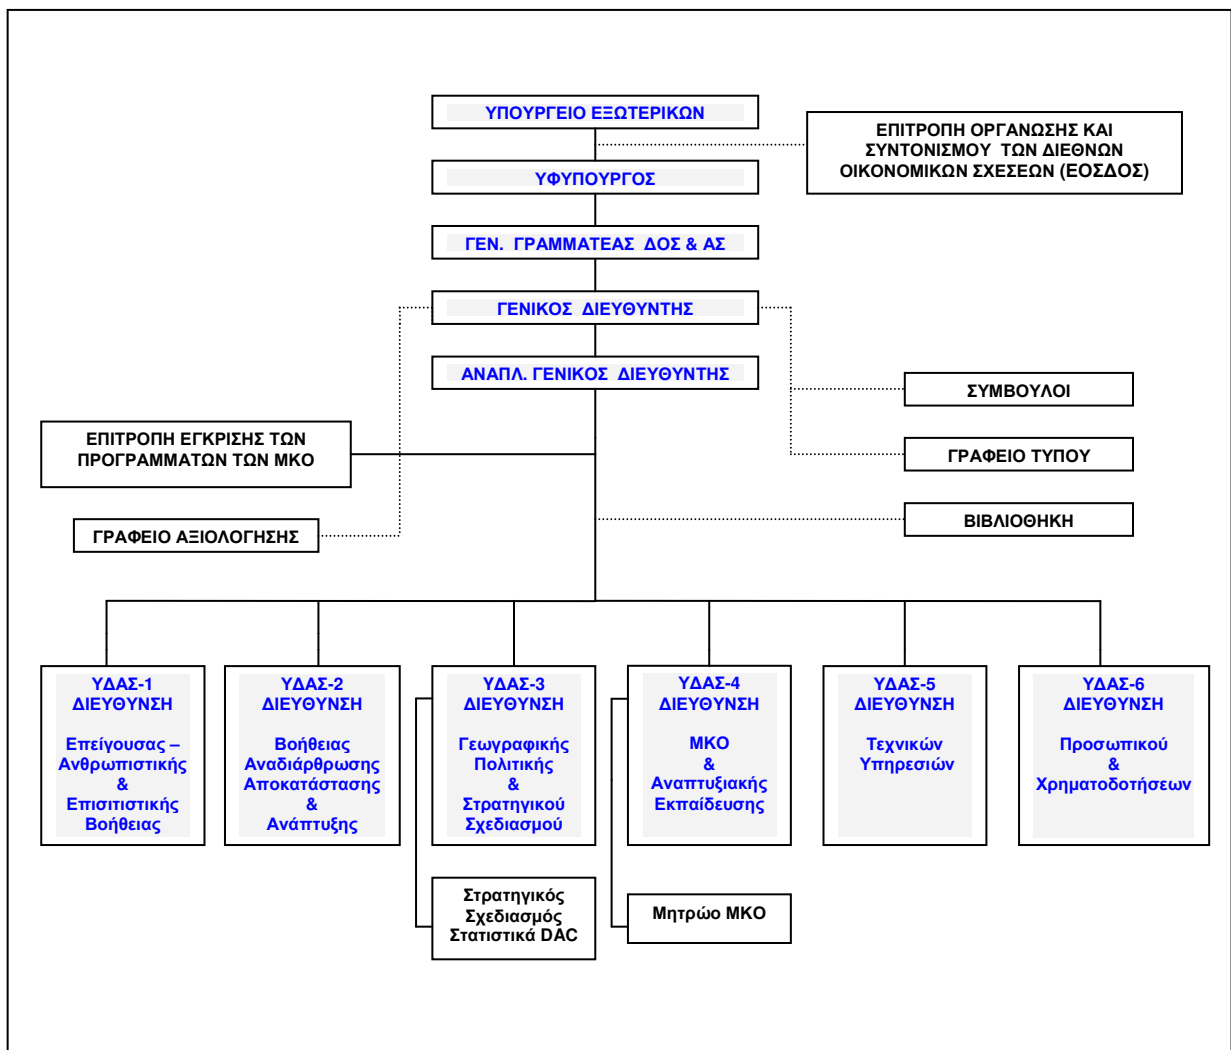 ΥΠΟΥΡΓΕΙΟ ΕΞΩΤΕΡΙΚΩΝ
ΕΠΙΤΡΟΠΗ ΟΡΓΑΝΩΣΗΣ ΚΑΙ
ΣΥΝΤΟΝΙΣΜΟΥ ΤΩΝ ΔΙΕΘΝΩΝ
ΟΙΚΟΝΟΜΙΚΩΝ ΣΧΕΣΕΩΝ (ΕΟΣΔΟΣ)
ΥΦΥΠΟΥΡΓΟΣ
ΓΕΝ. ΓΡΑΜΜΑΤΕΑΣ ΔΟΣ & ΑΣ
ΓΕΝΙΚΟΣ ΔΙΕΥΘΥΝΤΗΣ
ΑΝΑΠΛ. ΓΕΝΙΚΟΣ ΔΙΕΥΘΥΝΤΗΣ
ΣΥΜΒΟΥΛΟΙ
ΕΠΙΤΡΟΠΗ ΕΓΚΡΙΣΗΣ ΤΩΝ
ΠΡΟΓΡΑΜΜΑΤΩΝ ΤΩΝ ΜΚΟ
ΓΡΑΦΕΙΟ ΤΥΠΟΥ
ΒΙΒΛΙΟΘΗΚΗ
ΓΡΑΦΕΙΟ ΑΞΙΟΛΟΓΗΣΗΣ
ΥΔΑΣ-1
ΔΙΕΥΘΥΝΣΗ
Επείγουσας –
Ανθρωπιστικής
&
Επισιτιστικής
Βοήθειας
ΥΔΑΣ-2
ΔΙΕΥΘΥΝΣΗ
Βοήθειας
Αναδιάρθρωσης
Αποκατάστασης
&
Ανάπτυξης
ΥΔΑΣ-3
ΔΙΕΥΘΥΝΣΗ
Γεωγραφικής
Πολιτικής
&
Στρατηγικού
Σχεδιασμού
ΥΔΑΣ-4
ΔΙΕΥΘΥΝΣΗ
ΜΚΟ
&
Αναπτυξιακής
Εκπαίδευσης
ΥΔΑΣ-5
ΔΙΕΥΘΥΝΣΗ
Τεχνικών
Υπηρεσιών
ΥΔΑΣ-6
ΔΙΕΥΘΥΝΣΗ
Προσωπικού
&
Χρηματοδοτήσεων
Στρατηγικός
Σχεδιασμός
Στατιστικά DAC
Μητρώο ΜΚΟ